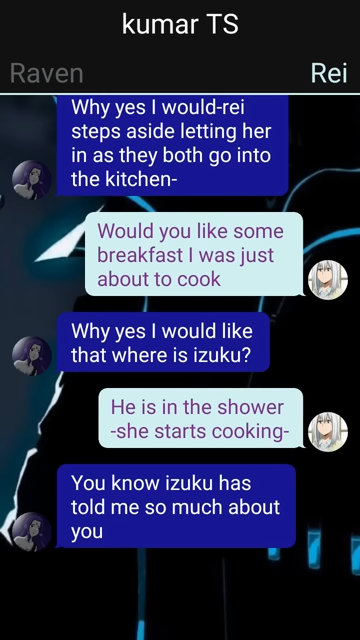 kumar TS
Raven
Rei
Why yes I would-rei
steps aside letting her
in as they both go into
the kitchen-
Would you like some
breakfast I was just
about to cook
Why yes I would like
that where is izuku?
He is in the shower
-she starts cooking-
You know izuku has
told me so much about
you